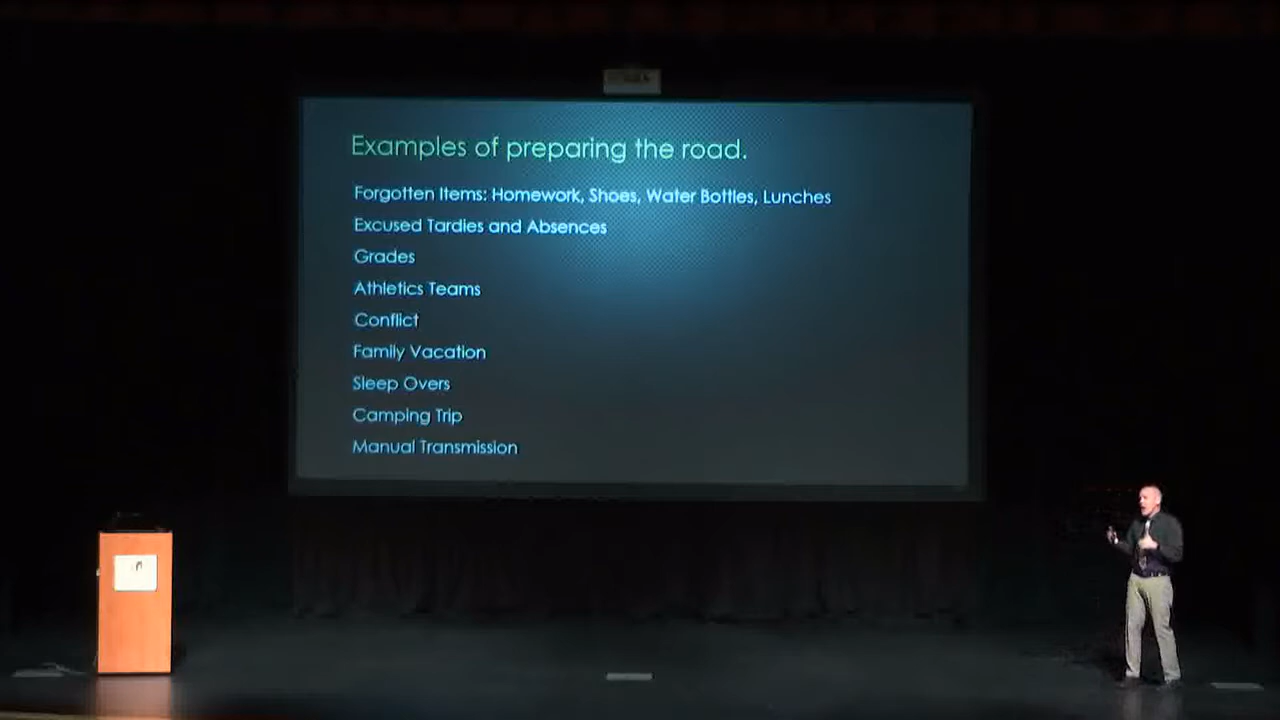 Examples of preparing the road.
Forgotten Items: Homework, Shoes, Water Bottles, Lunches
Excused Tardies and Absences
Grades
Athletics Teams
Conflict
Family Vacation
Sleep Overs
Camping Trip
Manual Transmission